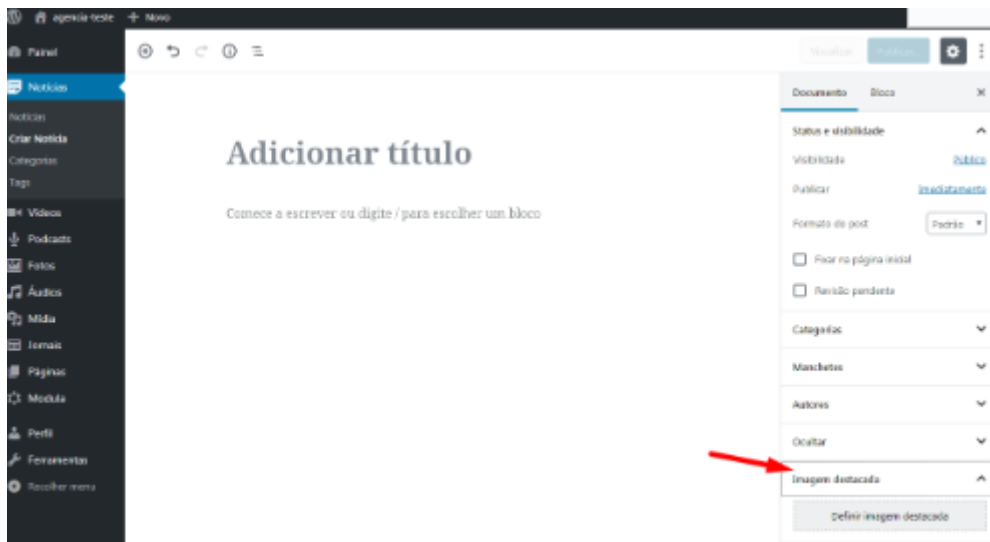 agencia-teste + Novo
Painel
Notícias
Notícias
Criar Notícia
Categorias
Tags
Vídeos
Podcasts
Fotos
Áudios
Mídia
Jornais
Páginas
Modula
Perfil
Ferramentas
Recolher menu
Visualizar Publicar...
Adicionar título
Comece a escrever ou digite / para escolher um bloco
Documento Bloco
Status e visibilidade
Visibilidade Público
Publicar Imediatamente
Formato do post Padrão
Fixar na página inicial
Revisão pendente
Categorias
Manchetes
Autores
Ocultar
Imagem destacada
Definir imagem destacada